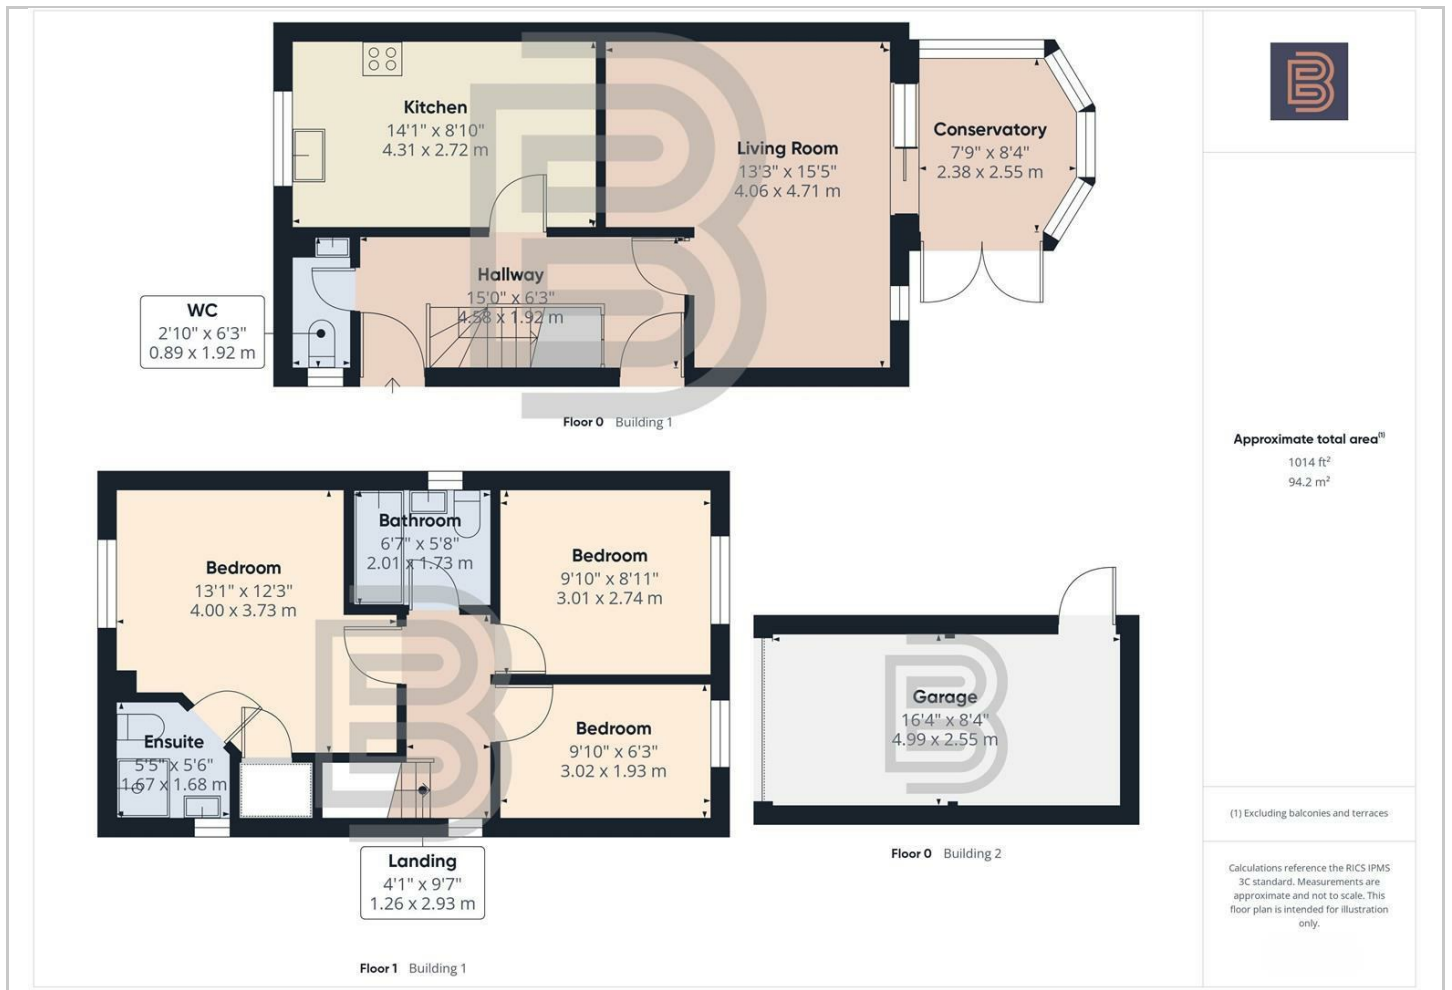 Kitchen
14'1" x 8'10"
4.31 x 2.72 m
Living Room
13'3" x 15'5"
4.06 x 4.71 m
Conservatory
7'9" x 8'4"
2.38 x 2.55 m
Hallway
15'0" x 6'3"
4.58 x 1.92 m
WC
2'10" x 6'3"
0.89 x 1.92 m
Floor 0 Building 1
Bedroom
13'1" x 12'3"
4.00 x 3.73 m
Bathroom
6'7" x 5'8"
2.01 x 1.73 m
Bedroom
9'10" x 8'11"
3.01 x 2.74 m
Ensuite
5'5" x 5'6"
1.67 x 1.68 m
Bedroom
9'10" x 6'3"
3.02 x 1.93 m
Landing
4'1" x 9'7"
1.26 x 2.93 m
Floor 1 Building 1
Garage
16'4" x 8'4"
4.99 x 2.55 m
Floor 0 Building 2
B
Approximate total area(1)
1014 ft²
94.2 m²
(1) Excluding balconies and terraces
Calculations reference the RICS IPMS
3C standard. Measurements are
approximate and not to scale. This
floor plan is intended for illustration
only.